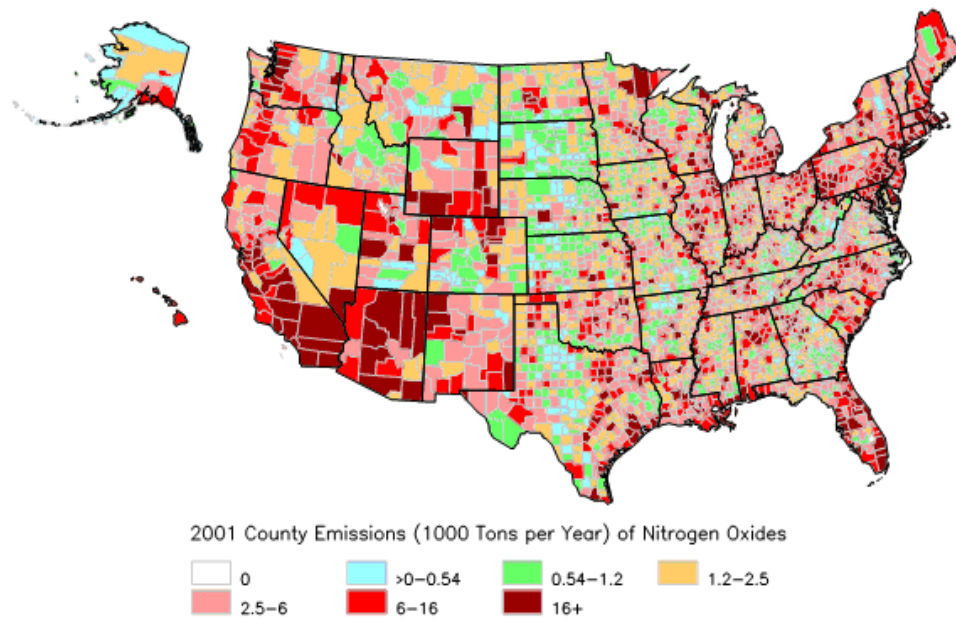 2001 County Emissions (1000 Tons per Year) of Nitrogen Oxides
0 >0-0.54 0.54-1.2 1.2-2.5
2.5-6 6-16 16+